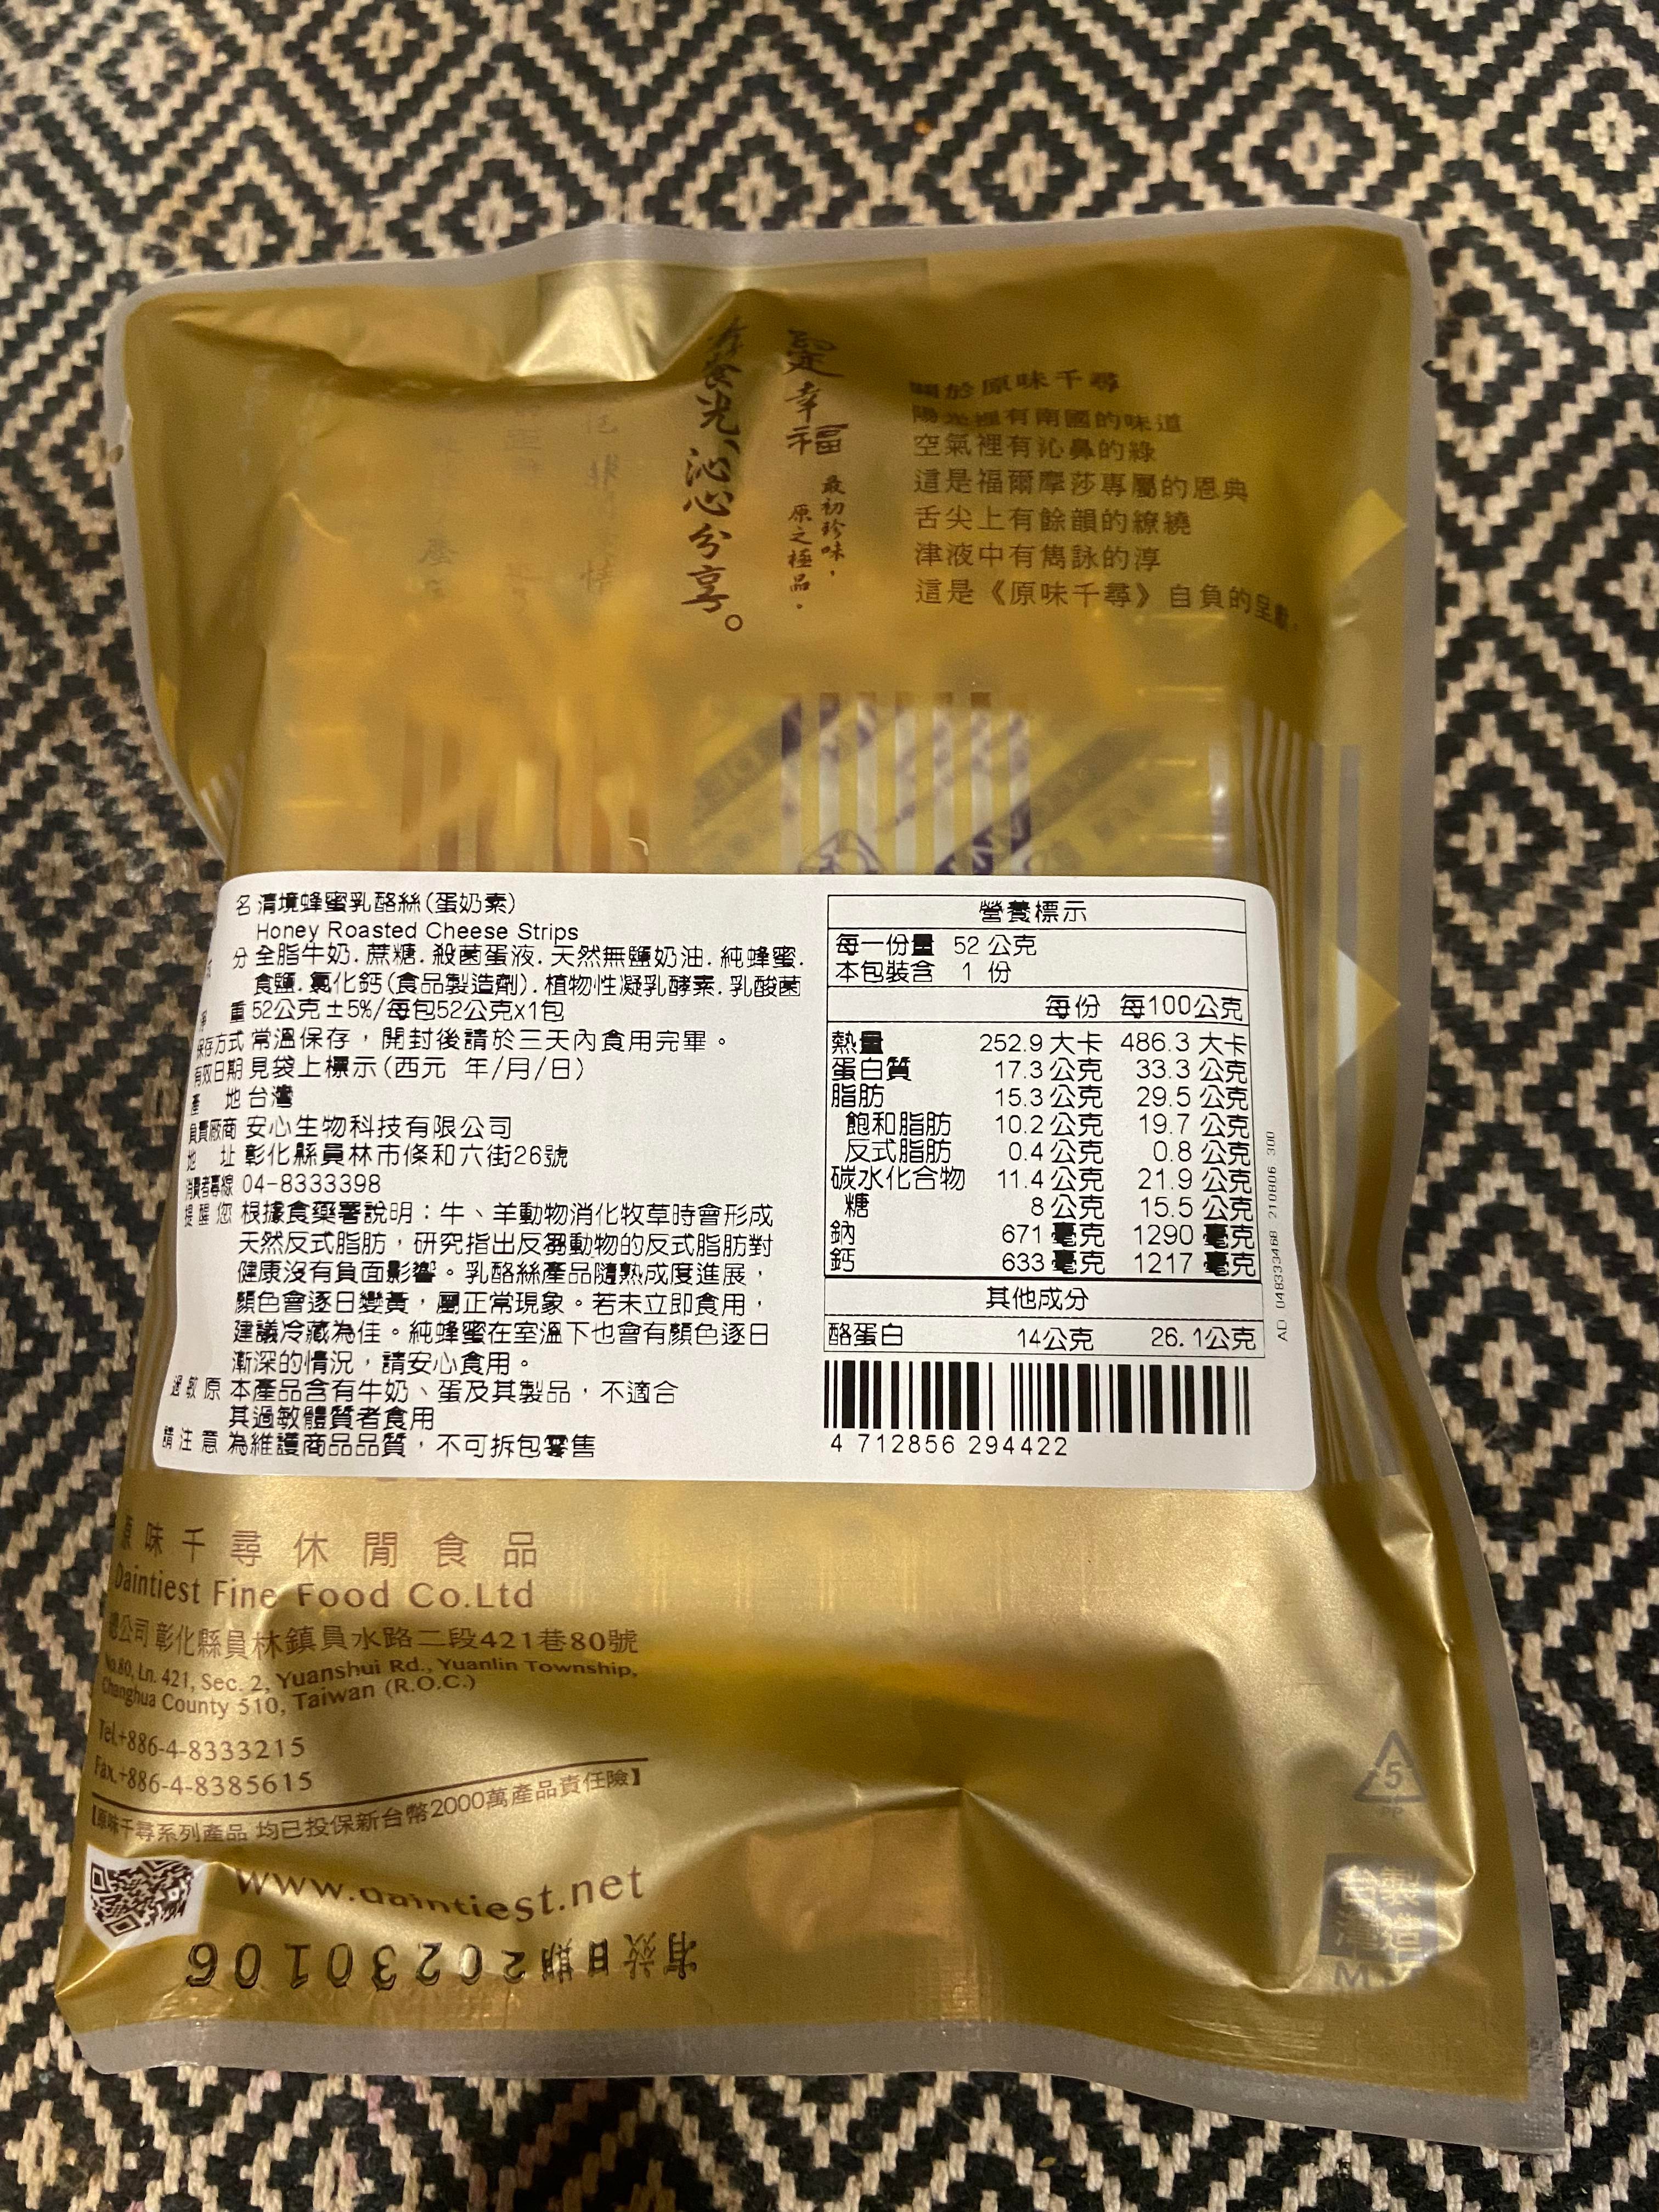 聖幸福
最初珍味，
原之極品。
食光、沁心分享。
關於原味千尋
陽光裡有南國的味道
空氣裡有沁鼻的綠
這是福爾摩莎專屬的恩典
舌尖上有餘韻的繚繞
津液中有雋詠的淳
這是《原味千尋》自負的呈獻，
名 清境蜂蜜乳酪絲(蛋奶素)
Honey Roasted Cheese Strips
分 全脂牛奶.蔗糖.殺菌蛋液.天然無鹽奶油.純蜂蜜.
食鹽.氯化鈣(食品製造劑).植物性凝乳酵素.乳酸菌
淨 重 52公克±5%/每包52公克x1包
保存方式 常溫保存，開封後請於三天內食用完畢。
有效日期 見袋上標示(西元 年/月/日)
產 地 台灣
負責廠商 安心生物科技有限公司
地 址 彰化縣員林市條和六街26號
消費者專線 04-8333398
提醒您 根據食藥署說明：牛、羊動物消化牧草時會形成
天然反式脂肪，研究指出反芻動物的反式脂肪對
健康沒有負面影響。乳酪絲產品隨熟成度進展，
顏色會逐日變黃，屬正常現象。若未立即食用，
建議冷藏為佳。純蜂蜜在室溫下也會有顏色逐日
漸深的情況，請安心食用。
過敏原 本產品含有牛奶、蛋及其製品，不適合
其過敏體質者食用
請注意 為維護商品品質，不可拆包零售
營養標示
每一份量 52 公克
本包裝含 1 份
每份 每100公克
熱量 252.9 大卡 486.3 大卡
蛋白質 17.3 公克 33.3 公克
脂肪 15.3 公克 29.5 公克
飽和脂肪 10.2 公克 19.7 公克
反式脂肪 0.4 公克 0.8 公克
碳水化合物 11.4 公克 21.9 公克
糖 8 公克 15.5 公克
鈉 671 毫克 1290 毫克
鈣 633 毫克 1217 毫克
其他成分
酪蛋白 14公克 26.1公克
4 712856 294422
AD 048333468 210806 300
原味千尋休閒食品
Daintiest Fine Food Co.Ltd
總公司 彰化縣員林鎮員水路二段421巷80號
No.80, Ln. 421, Sec. 2, Yuanshui Rd., Yuanlin Township,
Changhua County 510, Taiwan (R.O.C.)
Tel.+886-4-8333215
Fax.+886-4-8385615
【原味千尋系列產品 均已投保新台幣2000萬產品責任險】
www.daintiest.net
有效日期20230106
5
PP
台灣製造